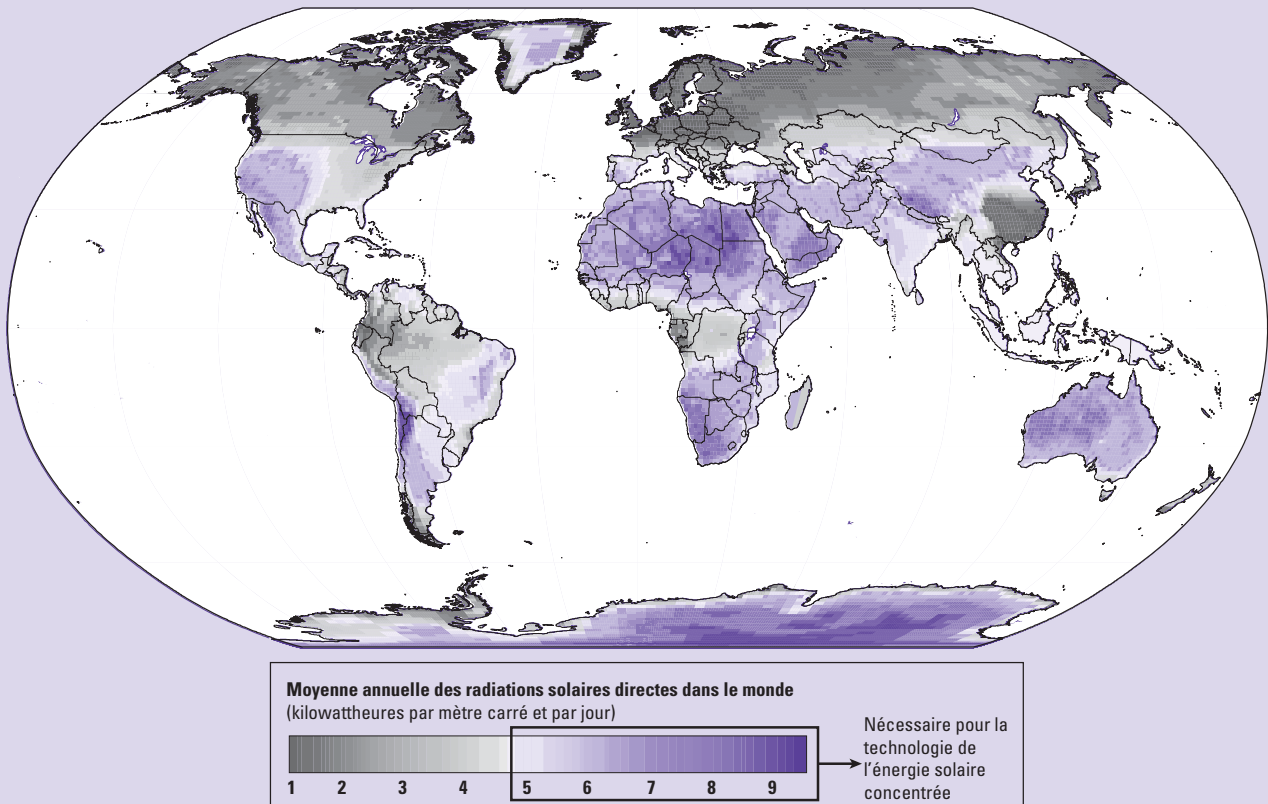 Moyenne annuelle des radiations solaires directes dans le monde
(kilowattheures par mètre carré et par jour)
1 2 3 4 5 6 7 8 9
Nécessaire pour la
technologie de
l'énergie solaire
concentrée